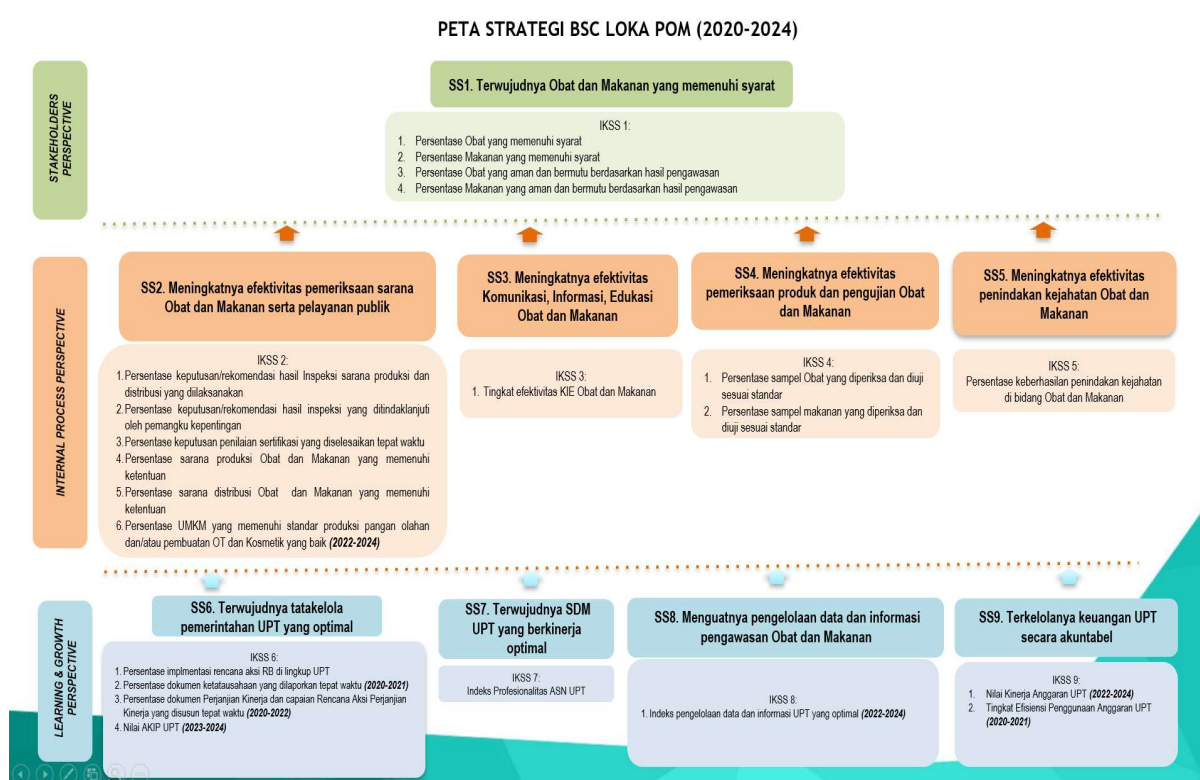 PETA STRATEGI BSC LOKA POM (2020-2024)
STAKEHOLDERS
PERSPECTIVE
SS1. Terwujudnya Obat dan Makanan yang memenuhi syarat
IKSS 1:
1. Persentase Obat yang memenuhi syarat
2. Persentase Makanan yang memenuhi syarat
3. Persentase Obat yang aman dan bermutu berdasarkan hasil pengawasan
4. Persentase Makanan yang aman dan bermutu berdasarkan hasil pengawasan
INTERNAL PROCESS PERSPECTIVE
SS2. Meningkatnya efektivitas pemeriksaan sarana
Obat dan Makanan serta pelayanan publik
IKSS 2:
1. Persentase keputusan/rekomendasi hasil Inspeksi sarana produksi dan
distribusi yang diilaksanakan
2. Persentase keputusan/rekomendasi hasil inspeksi yang ditindaklanjuti
oleh pemangku kepentingan
3. Persentase keputusan penilaian sertifikasi yang diselesaikan tepat waktu
4. Persentase sarana produksi Obat dan Makanan yang memenuhi
ketentuan
5. Persentase sarana distribusi Obat dan Makanan yang memenuhi
ketentuan
6. Persentase UMKM yang memenuhi standar produksi pangan olahan
dan/atau pembuatan OT dan Kosmetik yang baik (2022-2024)
SS3. Meningkatnya efektivitas
Komunikasi, Informasi, Edukasi
Obat dan Makanan
IKSS 3:
1. Tingkat efektivitas KIE Obat dan Makanan
SS4. Meningkatnya efektivitas
pemeriksaan produk dan pengujian Obat
dan Makanan
IKSS 4:
1. Persentase sampel Obat yang diperiksa dan diuji
sesuai standar
2. Persentase sampel makanan yang diperiksa dan
diuji sesuai standar
SS5. Meningkatnya efektivitas
penindakan kejahatan Obat dan
Makanan
IKSS 5:
Persentase keberhasilan penindakan kejahatan
di bidang Obat dan Makanan
LEARNING & GROWTH
PERSPECTIVE
SS6. Terwujudnya tatakelola
pemerintahan UPT yang optimal
IKSS 6:
1. Persentase implmentasi rencana aksi RB di lingkup UPT
2. Persentase dokumen ketatausahaan yang dilaporkan tepat waktu (2020-2021)
3. Persentase dokumen Perjanjian Kinerja dan capaian Rencana Aksi Perjanjian
Kinerja yang disusun tepat waktu (2020-2022)
4. Nilai AKIP UPT (2023-2024)
SS7. Terwujudnya SDM
UPT yang berkinerja
optimal
IKSS 7:
Indeks Profesionalitas ASN UPT
SS8. Menguatnya pengelolaan data dan informasi
pengawasan Obat dan Makanan
IKSS 8:
1. Indeks pengelolaan data dan informasi UPT yang optimal (2022-2024)
SS9. Terkelolanya keuangan UPT
secara akuntabel
IKSS 9:
1. Nilai Kinerja Anggaran UPT (2022-2024)
2. Tingkat Efisiensi Penggunaan Anggaran UPT
(2020-2021)